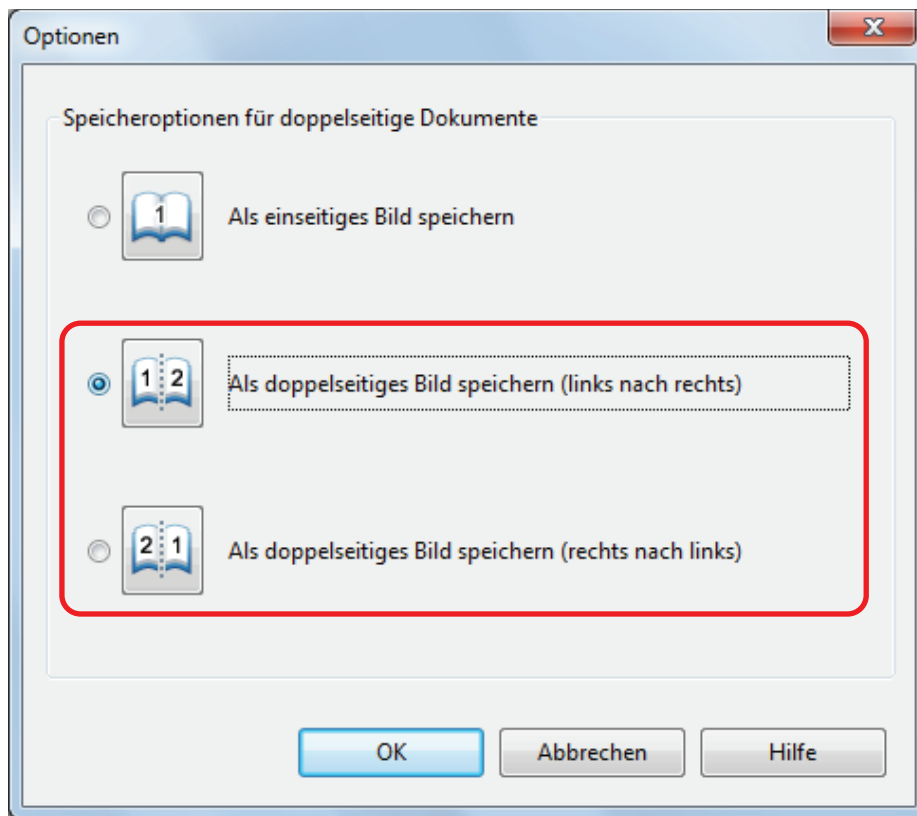 Optionen
x
Speicheroptionen für doppelseitige Dokumente
1
Als einseitiges Bild speichern
1 2
Als doppelseitiges Bild speichern (links nach rechts)
2 1
Als doppelseitiges Bild speichern (rechts nach links)
OK Abbrechen Hilfe